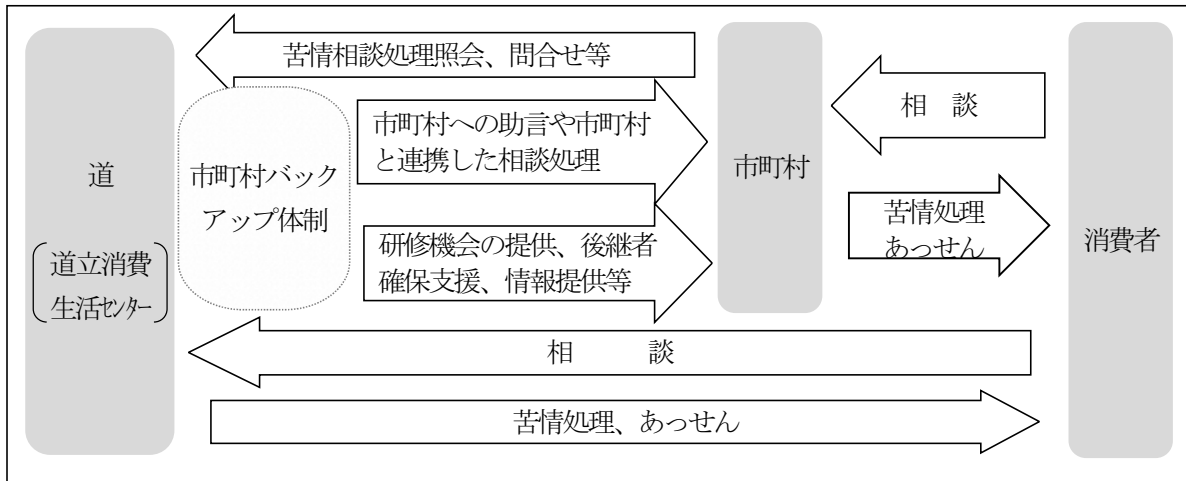 苦情相談処理照会、問合せ等
相 談
市町村への助言や市町村
と連携した相談処理
道
市町村バック
アップ体制
市町村
苦情処理
あっせん
消費者
道立消費
生活センター
研修機会の提供、後継者
確保支援、情報提供等
相 談
苦情処理、あっせん